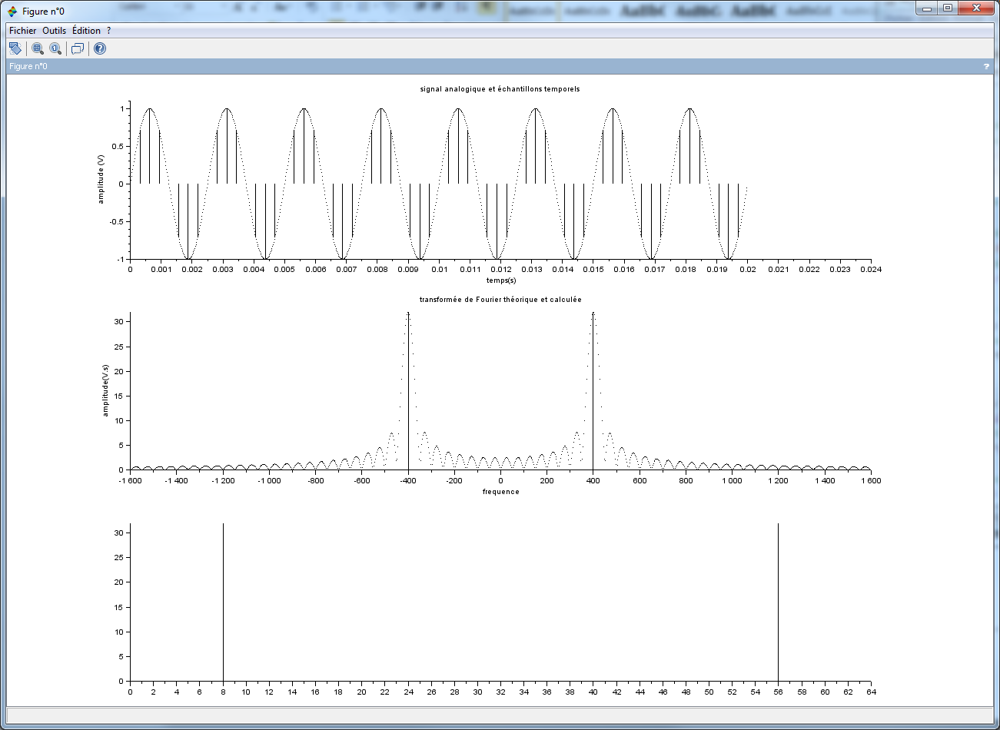 Figure n°0
Fichier Outils Édition ?
Figure n°0 ?
signal analogique et échantillons temporels
amplitude (V)
1
0.5
0
-0.5
-1
0 0.001 0.002 0.003 0.004 0.005 0.006 0.007 0.008 0.009 0.01 0.011 0.012 0.013 0.014 0.015 0.016 0.017 0.018 0.019 0.02 0.021 0.022 0.023 0.024
temps(s)
transformée de Fourier théorique et calculée
amplitude(V.s)
30
25
20
15
10
5
0
-1 600 -1 400 -1 200 -1 000 -800 -600 -400 -200 0 200 400 600 800 1 000 1 200 1 400 1 600
frequence
30
25
20
15
10
5
0
0 2 4 6 8 10 12 14 16 18 20 22 24 26 28 30 32 34 36 38 40 42 44 46 48 50 52 54 56 58 60 62 64